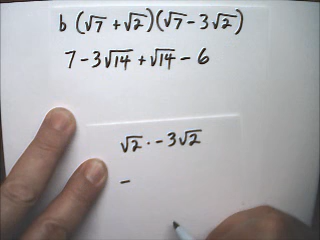 b (√7 + √2)(√7 - 3√2)
7 - 3√14 + √14 - 6
√2 · -3√2
-